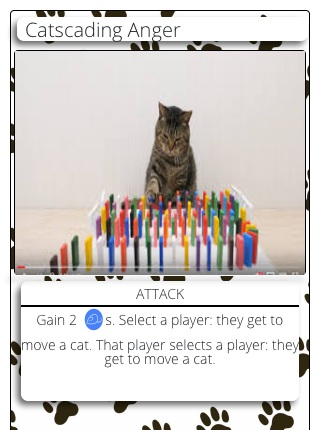 Catscading Anger
ATTACK
Gain 2 s. Select a player: they get to
move a cat. That player selects a player: they
get to move a cat.